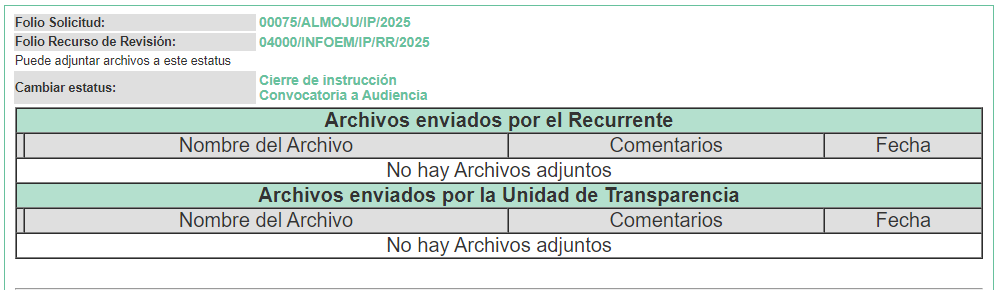 Folio Solicitud: 00075/ALMOJU/IP/2025
Folio Recurso de Revisión: 04000/INFOEM/IP/RR/2025
Puede adjuntar archivos a este estatus
Cambiar estatus: Cierre de instrucción
Convocatoria a Audiencia
Archivos enviados por el Recurrente
Nombre del Archivo Comentarios Fecha
No hay Archivos adjuntos
Archivos enviados por la Unidad de Transparencia
Nombre del Archivo Comentarios Fecha
No hay Archivos adjuntos